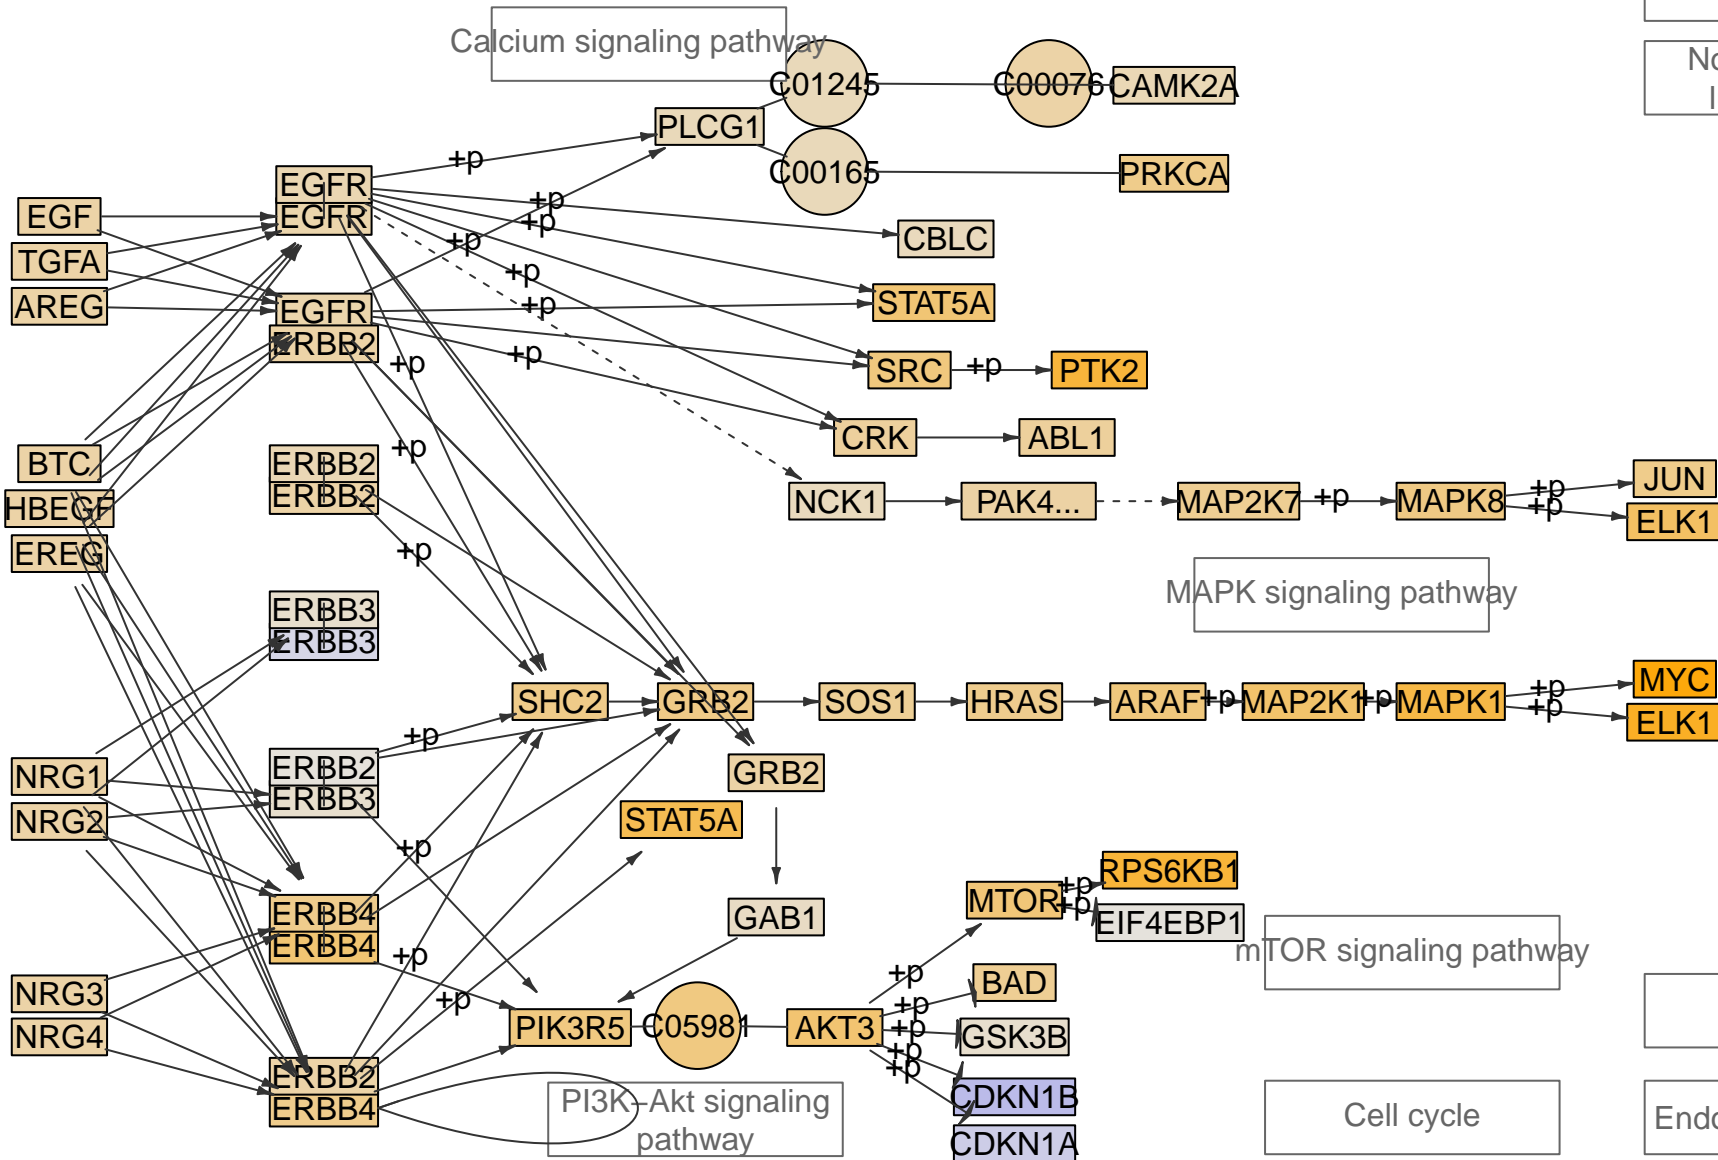 Calcium signaling pathway
C01245
C00076
CAMK2A
PLCG1
C00165
PRKCA
+p
EGFR
EGFR
EGF
TGFA
AREG
+p
+p
+p
+p
CBLC
STAT5A
EGFR
ERBB2
+p
+p
+p
SRC
+p
PTK2
CRK
ABL1
BTC
HBEGF
EREG
ERBB2
ERBB2
+p
+p
NCK1
PAK4...
MAP2K7
+p
MAPK8
+p
+p
JUN
ELK1
MAPK signaling pathway
ERBB3
ERBB3
SHC2
GRB2
SOS1
HRAS
ARAF
+p
MAP2K1
+p
MAPK1
+p
+p
MYC
ELK1
+p
NRG1
NRG2
ERBB2
ERBB3
GRB2
STAT5A
+p
ERBB4
ERBB4
GAB1
MTOR
+p
+p
RPS6KB1
EIF4EBP1
mTOR signaling pathway
+p
+p
NRG3
NRG4
PIK3R5
C05981
AKT3
+p
+p
+p
+p
+p
BAD
GSK3B
CDKN1B
CDKN1A
ERBB2
ERBB4
PI3K−Akt signaling
pathway
Cell cycle